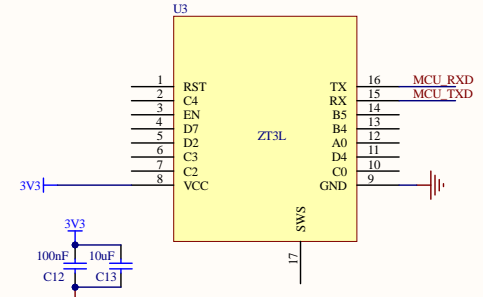 U3
1 RST TX 16 MCU_RXD
2 C4 RX 15 MCU_TXD
3 EN B5 14
4 D7 B4 13
5 D2 ZT3L A0 12
6 C3 D4 11
7 C2 C0 10
3V3 8 VCC GND 9
SWS
17
3V3
100nF 10uF
C12 C13